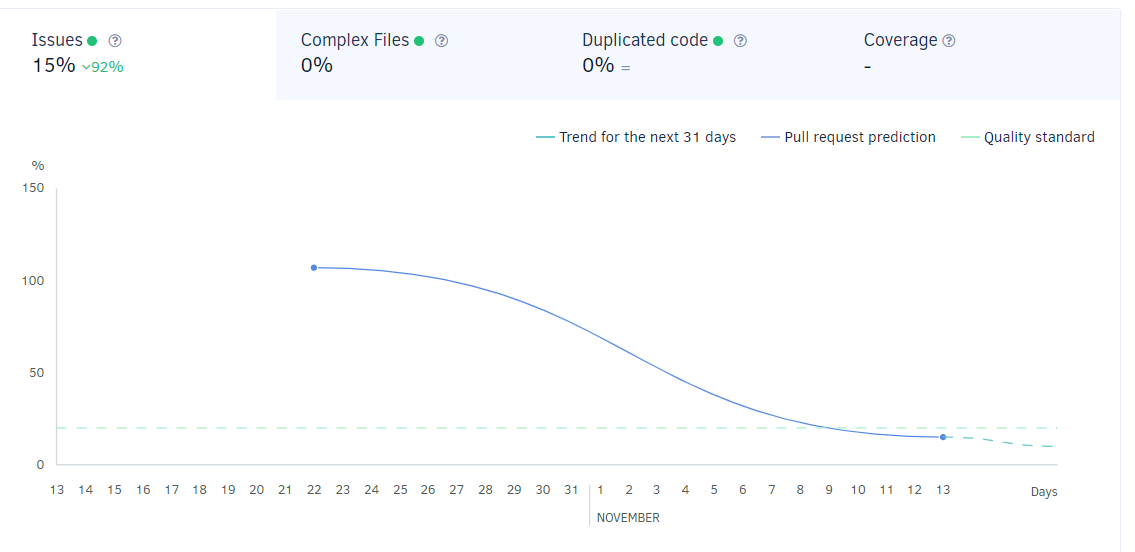 Issues
15% 92%
Complex Files
0%
Duplicated code
0% =
Coverage
-
Trend for the next 31 days Pull request prediction Quality standard
%
150
100
50
0
13 14 15 16 17 18 19 20 21 22 23 24 25 26 27 28 29 30 31 1 2 3 4 5 6 7 8 9 10 11 12 13 Days
NOVEMBER